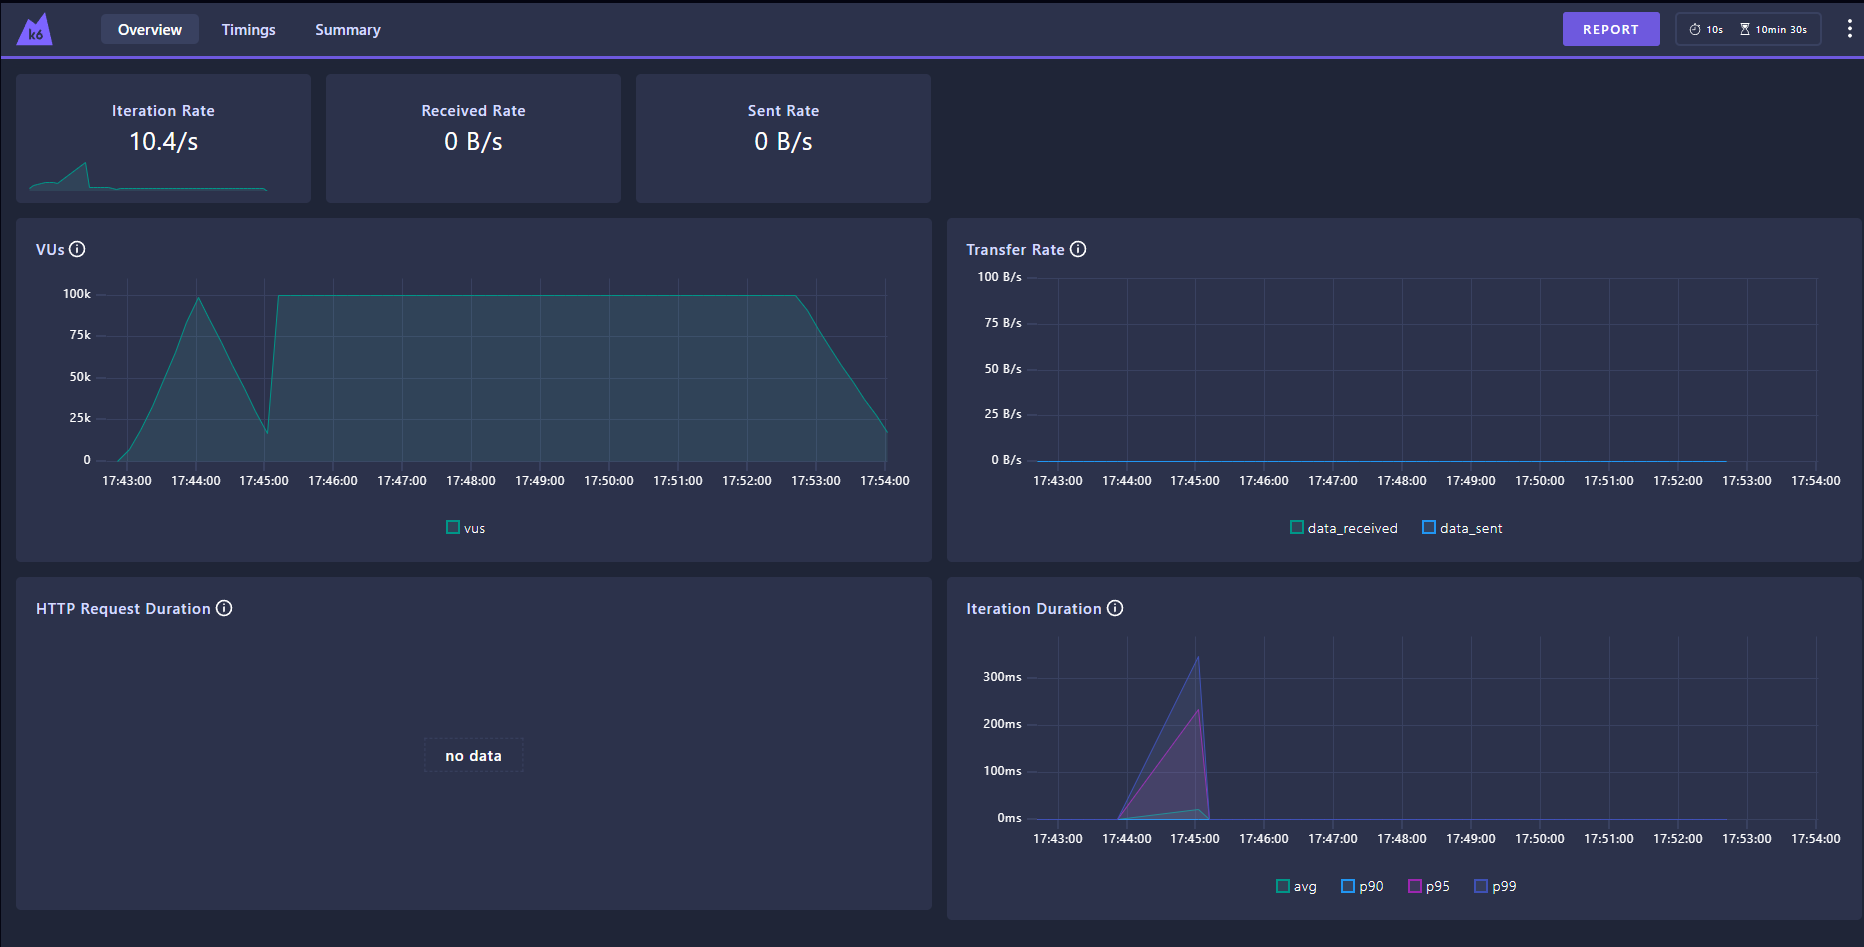 k6 Overview Timings Summary REPORT 10s 10min 30s
Iteration Rate
10.4/s
Received Rate
0 B/s
Sent Rate
0 B/s
VUs
100k
75k
50k
25k
0
17:43:00 17:44:00 17:45:00 17:46:00 17:47:00 17:48:00 17:49:00 17:50:00 17:51:00 17:52:00 17:53:00 17:54:00
vus
Transfer Rate
100 B/s
75 B/s
50 B/s
25 B/s
0 B/s
17:43:00 17:44:00 17:45:00 17:46:00 17:47:00 17:48:00 17:49:00 17:50:00 17:51:00 17:52:00 17:53:00 17:54:00
data_received data_sent
HTTP Request Duration
no data
Iteration Duration
300ms
200ms
100ms
0ms
17:43:00 17:44:00 17:45:00 17:46:00 17:47:00 17:48:00 17:49:00 17:50:00 17:51:00 17:52:00 17:53:00 17:54:00
avg p90 p95 p99